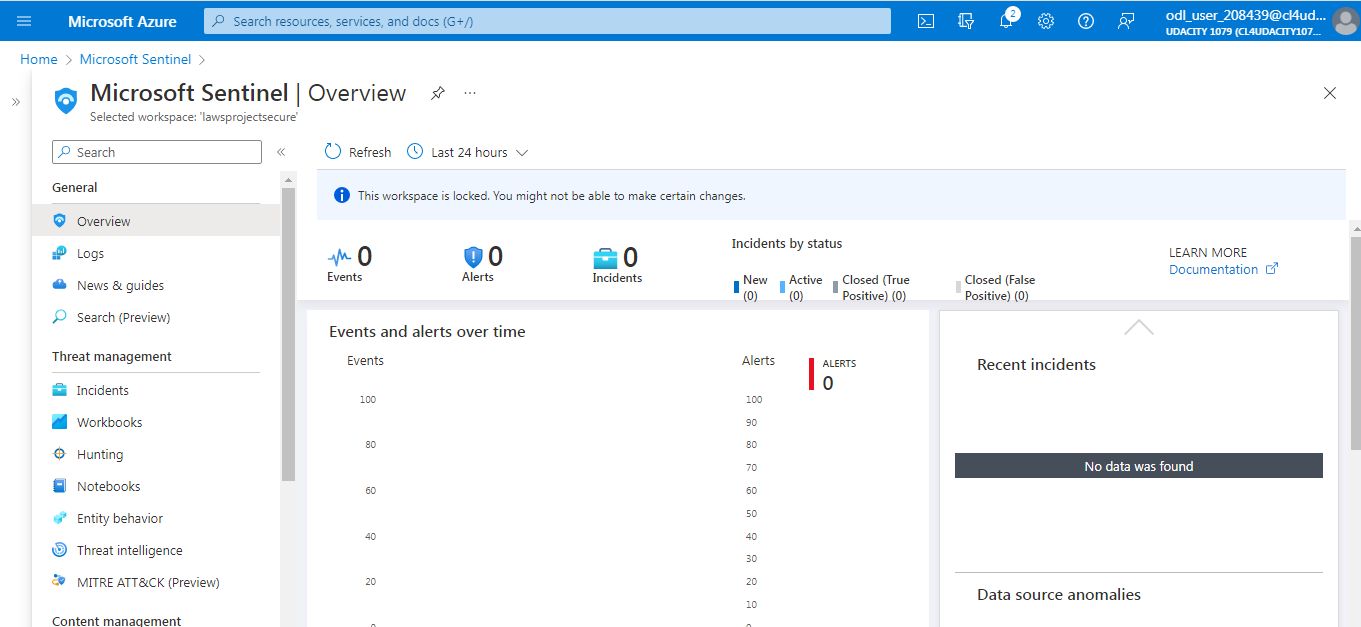 Microsoft Azure
Search resources, services, and docs (G+/)
2
odl_user_208439@cl4ud...
UDACITY 1079 (CL4UDACITY107...
Home > Microsoft Sentinel >
Microsoft Sentinel | Overview
Selected workspace: 'lawsprojectsecure'
Search
Refresh
Last 24 hours
General
This workspace is locked. You might not be able to make certain changes.
Overview
Logs
News & guides
Search (Preview)
Threat management
Incidents
Workbooks
Hunting
Notebooks
Entity behavior
Threat intelligence
MITRE ATT&CK (Preview)
Content management
0
Events
0
Alerts
0
Incidents
Incidents by status
New
(0)
Active
(0)
Closed (True
Positive) (0)
Closed (False
Positive) (0)
LEARN MORE
Documentation
Events and alerts over time
Events
100
80
60
40
20
0
Alerts
100
90
80
70
60
50
40
30
20
10
0
ALERTS
0
Recent incidents
No data was found
Data source anomalies